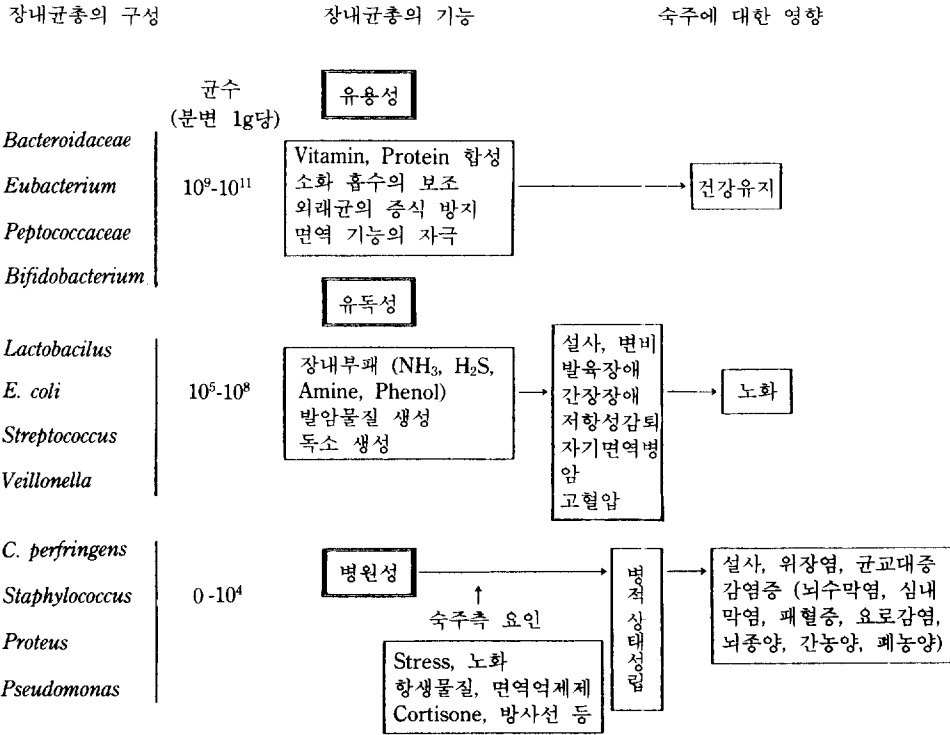 장내균총의 구성
장내균총의 기능
숙주에 대한 영향
균수
(분변 1g당)
Bacteroidaceae
Eubacterium
Peptococcaceae
Bifidobacterium
10⁹-10¹¹
유용성
Vitamin, Protein 합성
소화 흡수의 보조
외래균의 증식 방지
면역 기능의 자극
건강유지
Lactobacilus
E. coli
Streptococcus
Veillonella
10⁵-10⁸
유독성
장내부패 (NH₃, H₂S,
Amine, Phenol)
발암물질 생성
독소 생성
설사, 변비
발육장애
간장장애
저항성감퇴
자기면역병
암
고혈압
노화
C. perfringens
Staphylococcus
Proteus
Pseudomonas
0-10⁴
병원성
숙주측 요인
Stress, 노화
항생물질, 면역억제제
Cortisone, 방사선 등
병적 상태성립
설사, 위장염, 균교대증
감염증 (뇌수막염, 심내
막염, 패혈증, 요로감염,
뇌종양, 간농양, 폐농양)